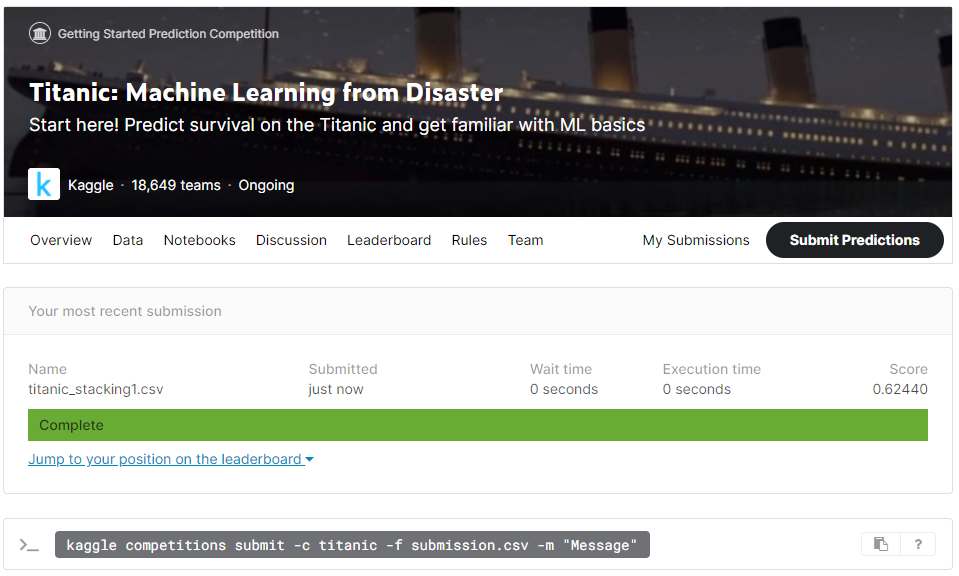 Getting Started Prediction Competition
Titanic: Machine Learning from Disaster
Start here! Predict survival on the Titanic and get familiar with ML basics
k Kaggle · 18,649 teams · Ongoing
Overview Data Notebooks Discussion Leaderboard Rules Team My Submissions Submit Predictions
Your most recent submission
Name Submitted Wait time Execution time Score
titanic_stacking1.csv just now 0 seconds 0 seconds 0.62440
Complete
Jump to your position on the leaderboard
>_ kaggle competitions submit -c titanic -f submission.csv -m "Message" ?